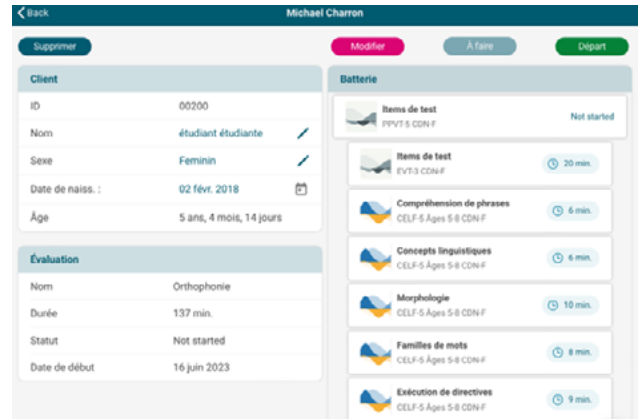 Back
Michael Charron
Supprimer
Modifier
À faire
Départ
Client
ID 00200
Nom étudiant étudiante
Sexe Feminin
Date de naiss. : 02 févr. 2018
Âge 5 ans, 4 mois, 14 jours
Évaluation
Nom Orthophonie
Durée 137 min.
Statut Not started
Date de début 16 juin 2023
Batterie
Items de test
PPVT-5 CDN-F
Not started
Items de test
EVT-3 CDN-F
20 min.
Compréhension de phrases
CELF-5 Âges 5-8 CDN-F
6 min.
Concepts linguistiques
CELF-5 Âges 5-8 CDN-F
6 min.
Morphologie
CELF-5 Âges 5-8 CDN-F
10 min.
Familles de mots
CELF-5 Âges 5-8 CDN-F
8 min.
Exécution de directives
CELF-5 Âges 5-8 CDN-F
9 min.